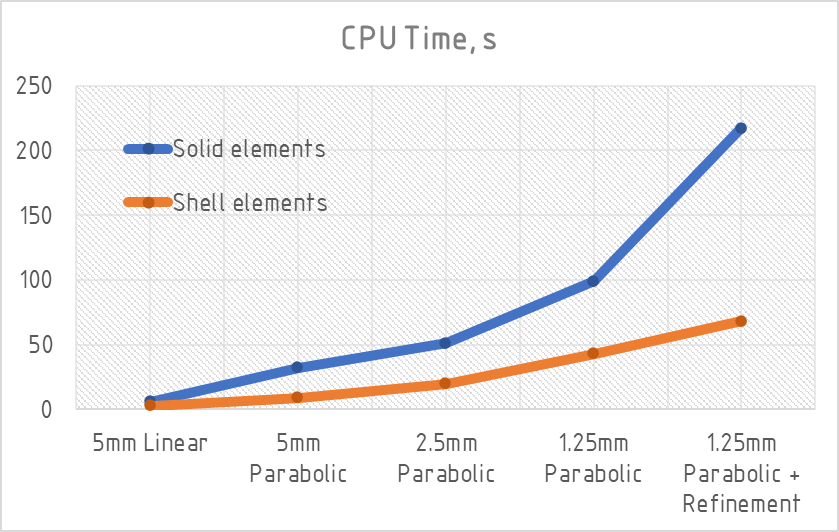 CPU Time, s
250
200
150
100
50
0
Solid elements
Shell elements
5mm Linear
5mm
Parabolic
2.5mm
Parabolic
1.25mm
Parabolic
1.25mm
Parabolic +
Refinement